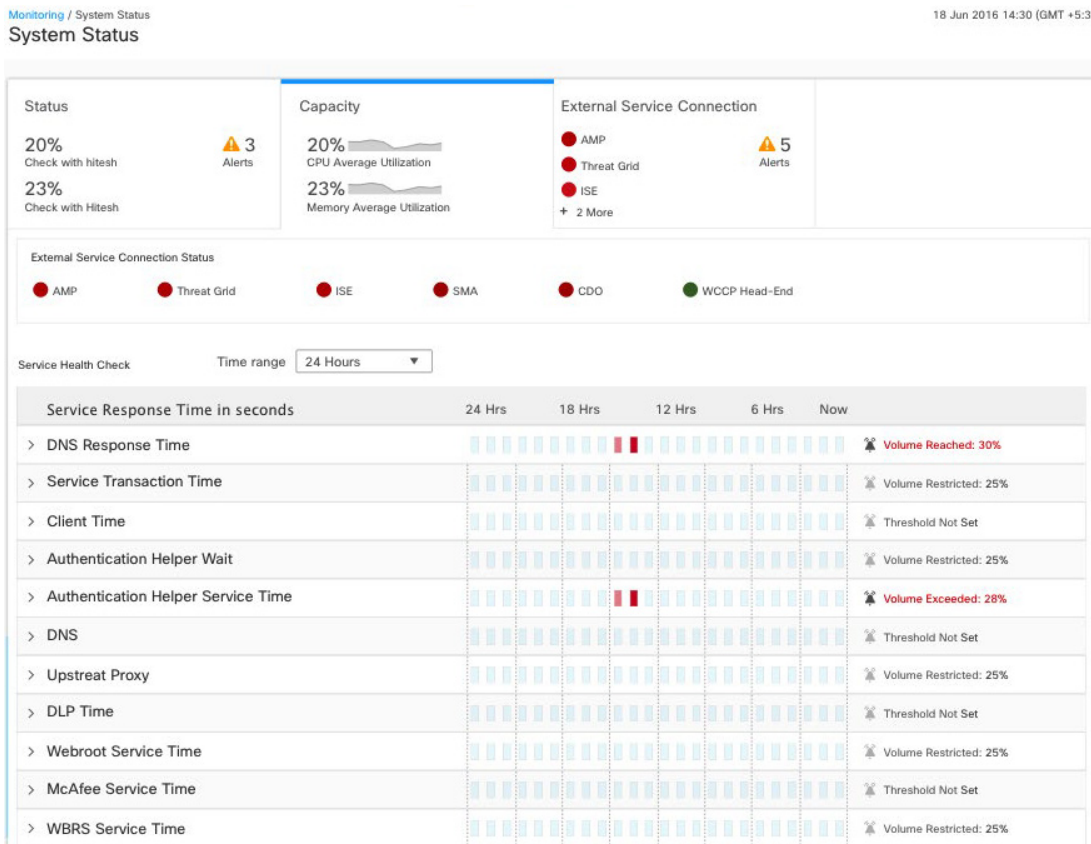 Monitoring / System Status
18 Jun 2016 14:30 (GMT +5:3
System Status
Status
20%
Check with hitesh
3
Alerts
23%
Check with Hitesh
Capacity
20%
CPU Average Utilization
23%
Memory Average Utilization
External Service Connection
AMP
Threat Grid
ISE
+ 2 More
5
Alerts
External Service Connection Status
AMP Threat Grid ISE SMA CDO WCCP Head-End
Service Health Check Time range 24 Hours
Service Response Time in seconds 24 Hrs 18 Hrs 12 Hrs 6 Hrs Now
DNS Response Time Volume Reached: 30%
Service Transaction Time Volume Restricted: 25%
Client Time Threshold Not Set
Authentication Helper Wait Volume Restricted: 25%
Authentication Helper Service Time Volume Exceeded: 28%
DNS Threshold Not Set
Upstreat Proxy Volume Restricted: 25%
DLP Time Threshold Not Set
Webroot Service Time Volume Restricted: 25%
McAfee Service Time Threshold Not Set
WBRS Service Time Volume Restricted: 25%